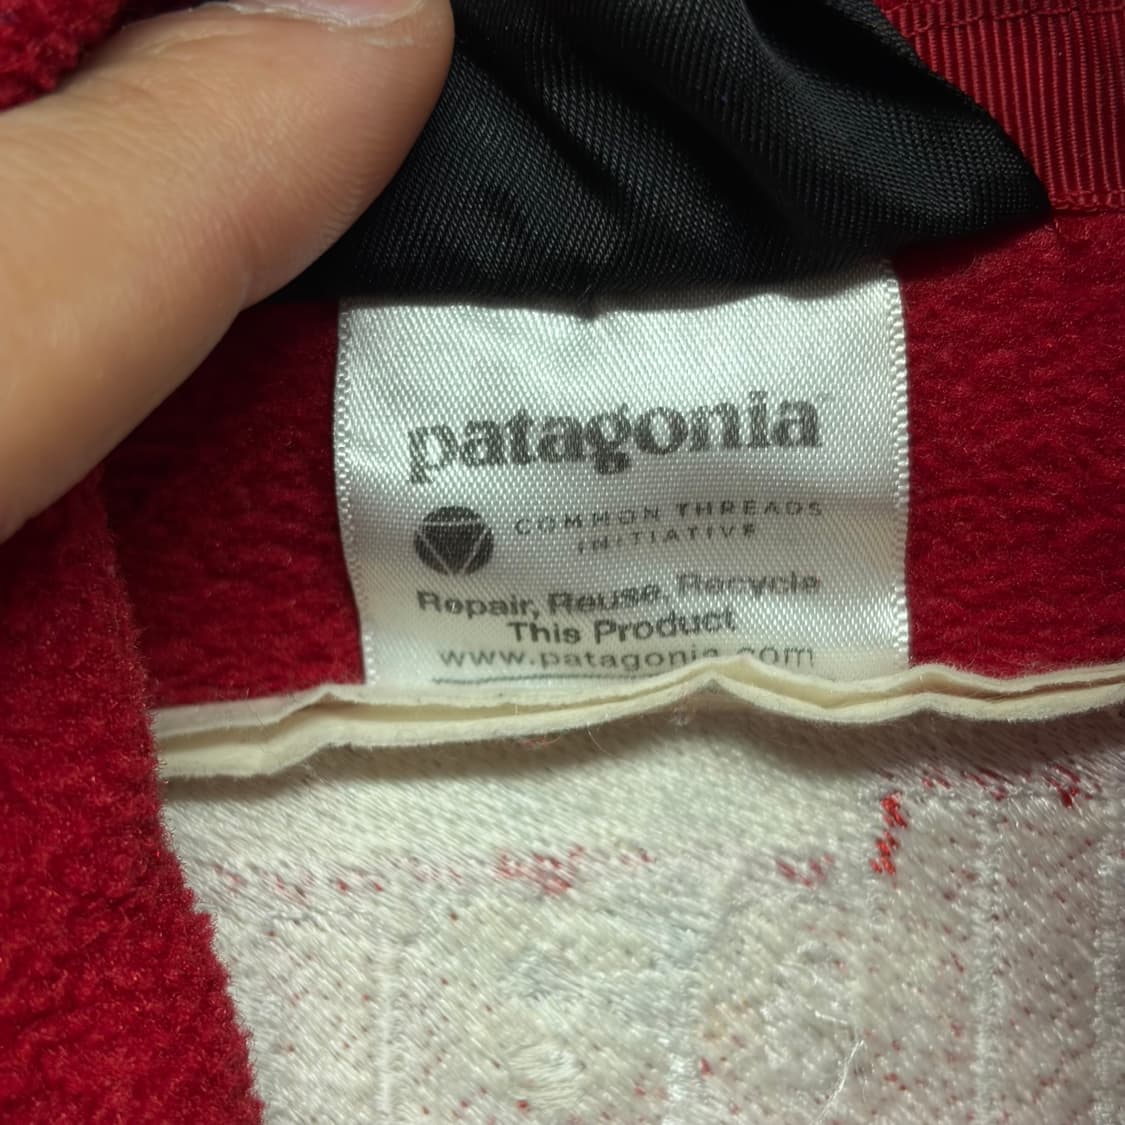 patagonia
COMMON THREADS
INITIATIVE
Repair, Reuse, Recycle
This Product
www.patagonia.com